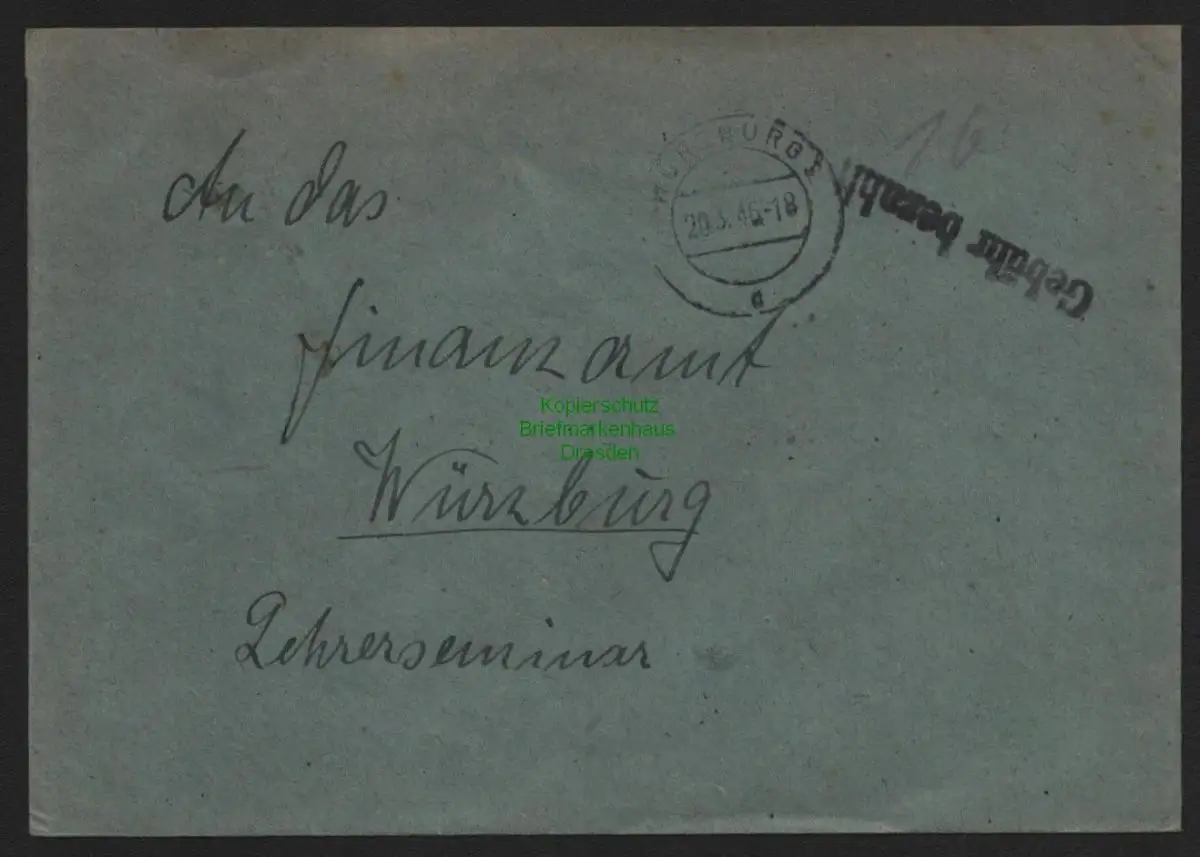 An das
Finanzamt
Würzburg
Lehrerseminar
16
Gebühr bezahlt
20.3.46.-18
a
Kopierschutz
Briefmarkenhaus
Dresden